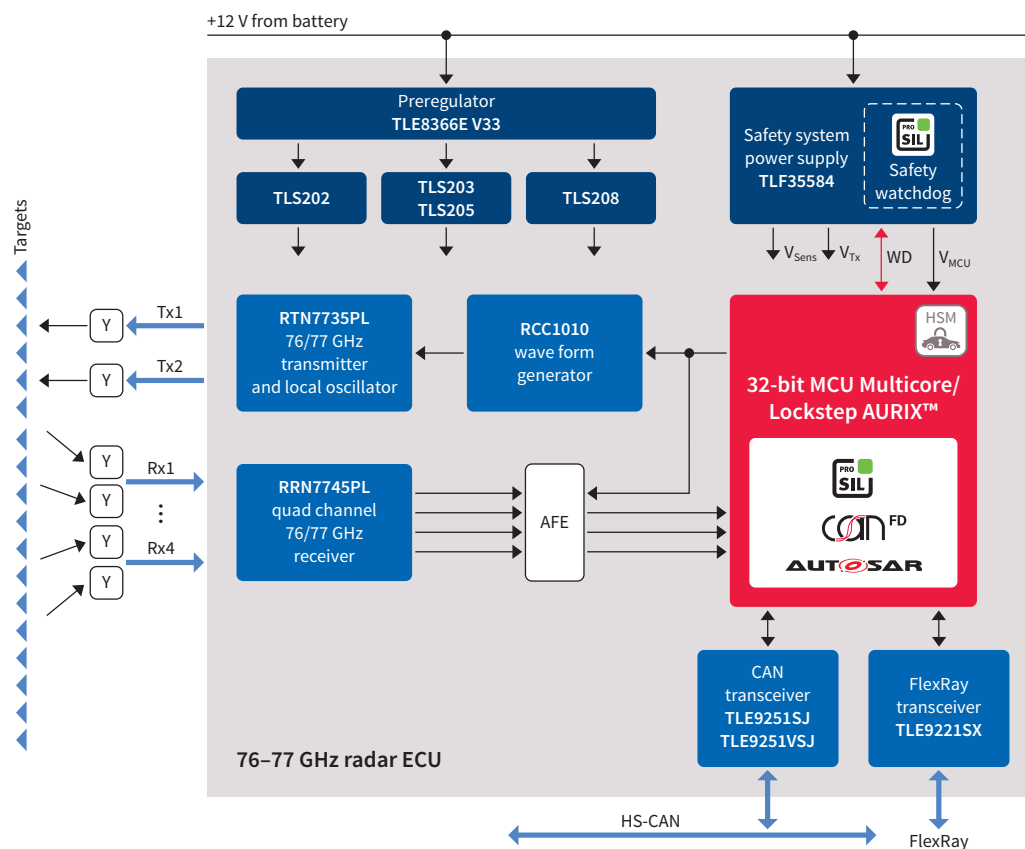 +12 V from battery
Preregulator
TLE8366E V33
Safety system
power supply
TLF35584
PRO
SIL
Safety
watchdog
TLS202
TLS203
TLS205
TLS208
Targets
VSens
VTx
WD
VMCU
Y
Tx1
Y
Tx2
RTN7735PL
76/77 GHz
transmitter
and local oscillator
RCC1010
wave form
generator
HSM
32-bit MCU Multicore/
Lockstep AURIX™
PRO
SIL
CAN FD
AUTOSAR
Y
Rx1
Y
...
Y
Rx4
Y
RRN7745PL
quad channel
76/77 GHz
receiver
AFE
CAN
transceiver
TLE9251SJ
TLE9251VSJ
FlexRay
transceiver
TLE9221SX
76–77 GHz radar ECU
HS-CAN
FlexRay